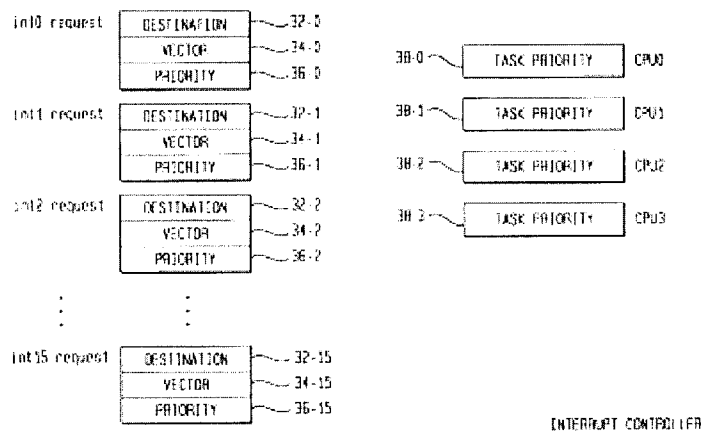 int0 request
DESTINATION
32-0
VECTOR
34-0
PRIORITY
36-0
int1 request
DESTINATION
32-1
VECTOR
34-1
PRIORITY
36-1
int2 request
DESTINATION
32-2
VECTOR
34-2
PRIORITY
36-2
int15 request
DESTINATION
32-15
VECTOR
34-15
PRIORITY
36-15
38-0
TASK PRIORITY
CPU0
38-1
TASK PRIORITY
CPU1
38-2
TASK PRIORITY
CPU2
38-3
TASK PRIORITY
CPU3
INTERRUPT CONTROLLER